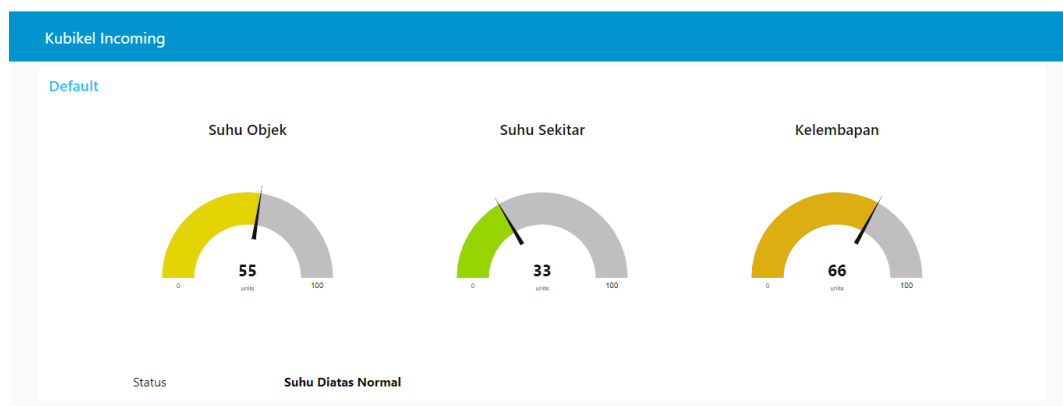 Kubikel Incoming
Default
Suhu Objek Suhu Sekitar Kelembapan
55 33 66
0 units 100 0 units 100 0 units 100
Status Suhu Diatas Normal